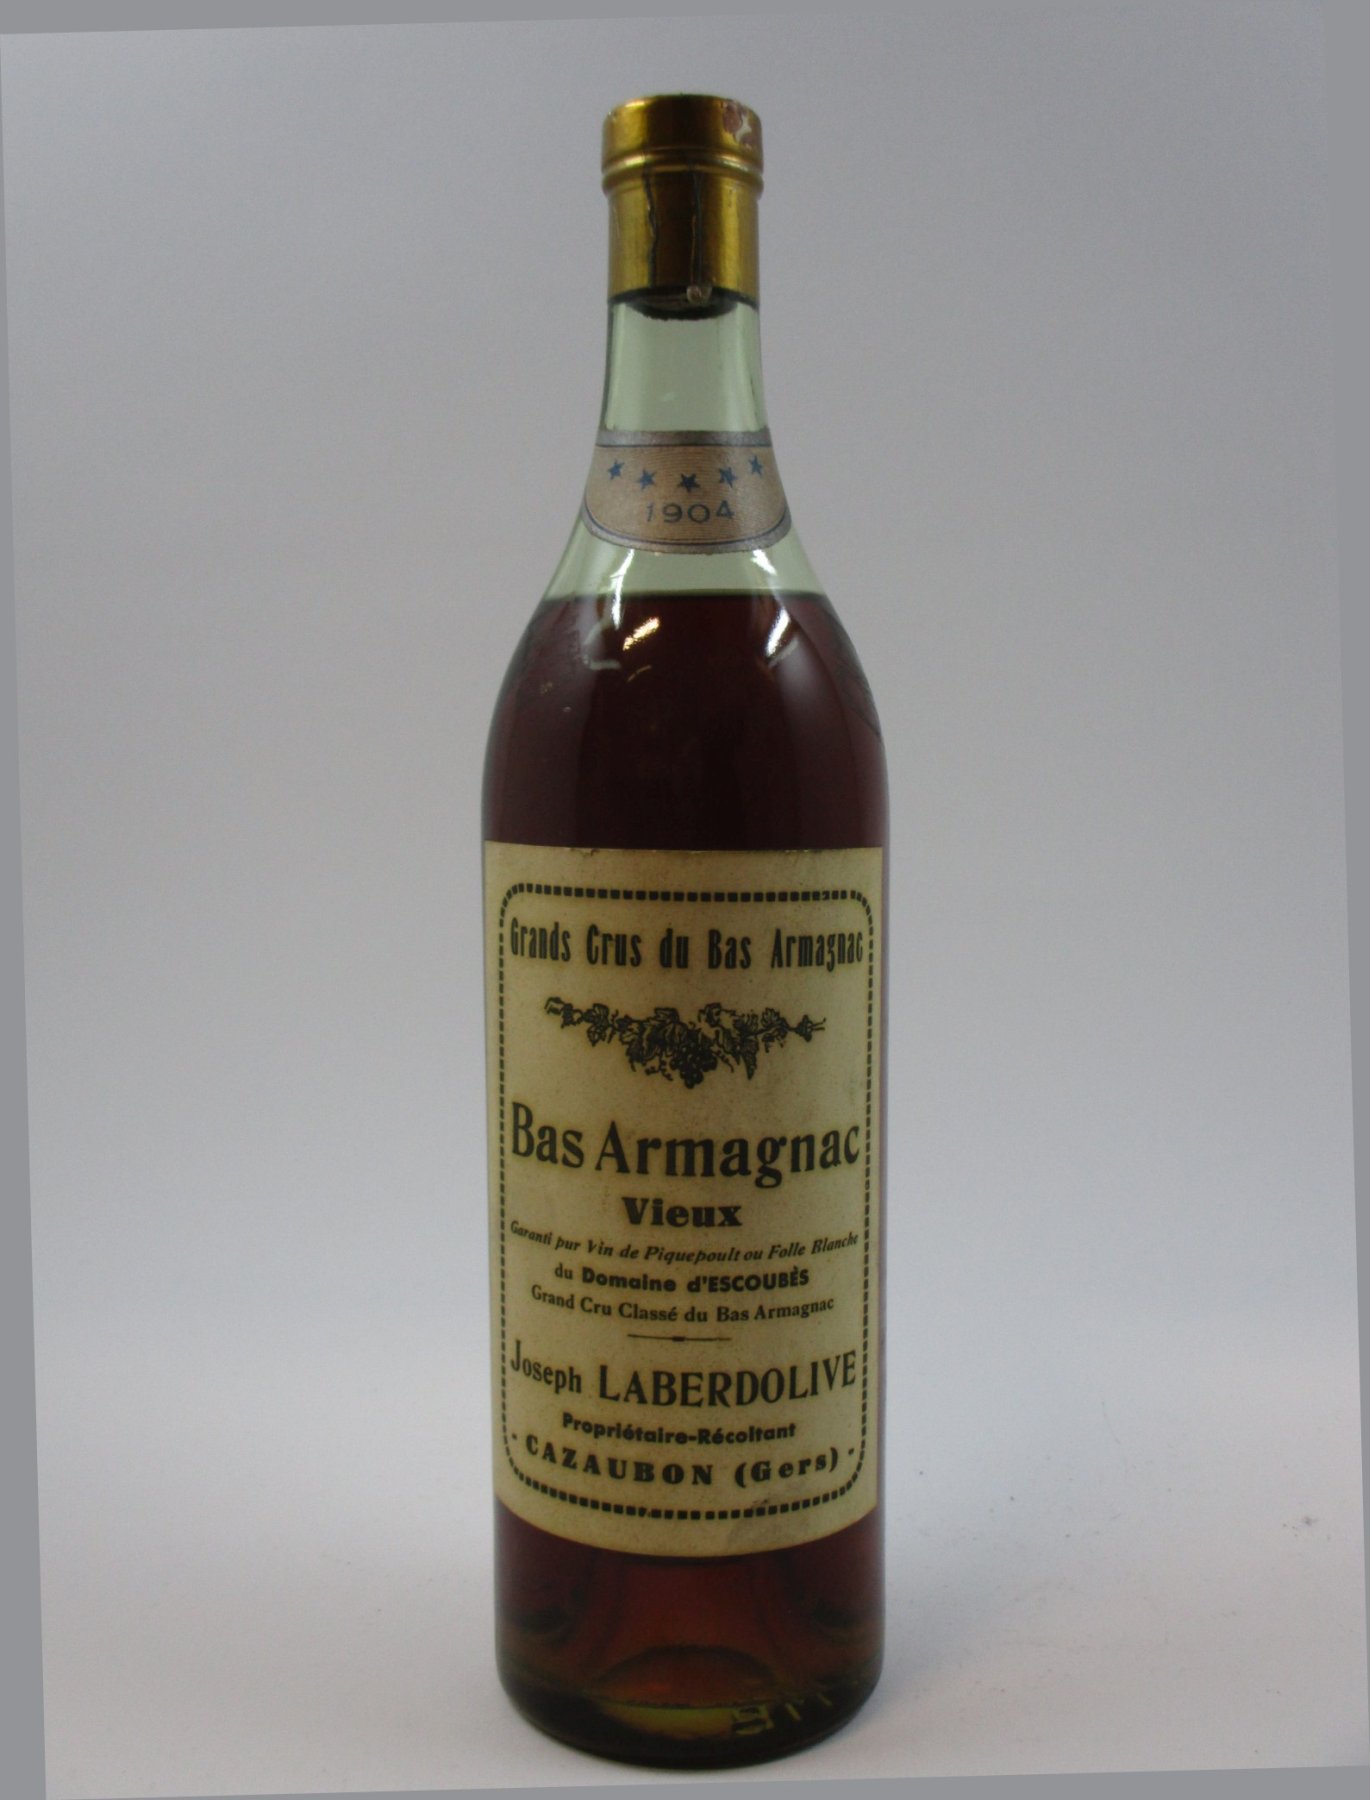 1904
Grands Crus du Bas Armagnac
Bas Armagnac
Vieux
Garanti pur Vin de Piquepoult ou Folle Blanche
du Domaine d'ESCOUBÈS
Grand Cru Classé du Bas Armagnac
Joseph LABERDOLIVE
Propriétaire-Récoltant
- CAZAUBON (Gers) -